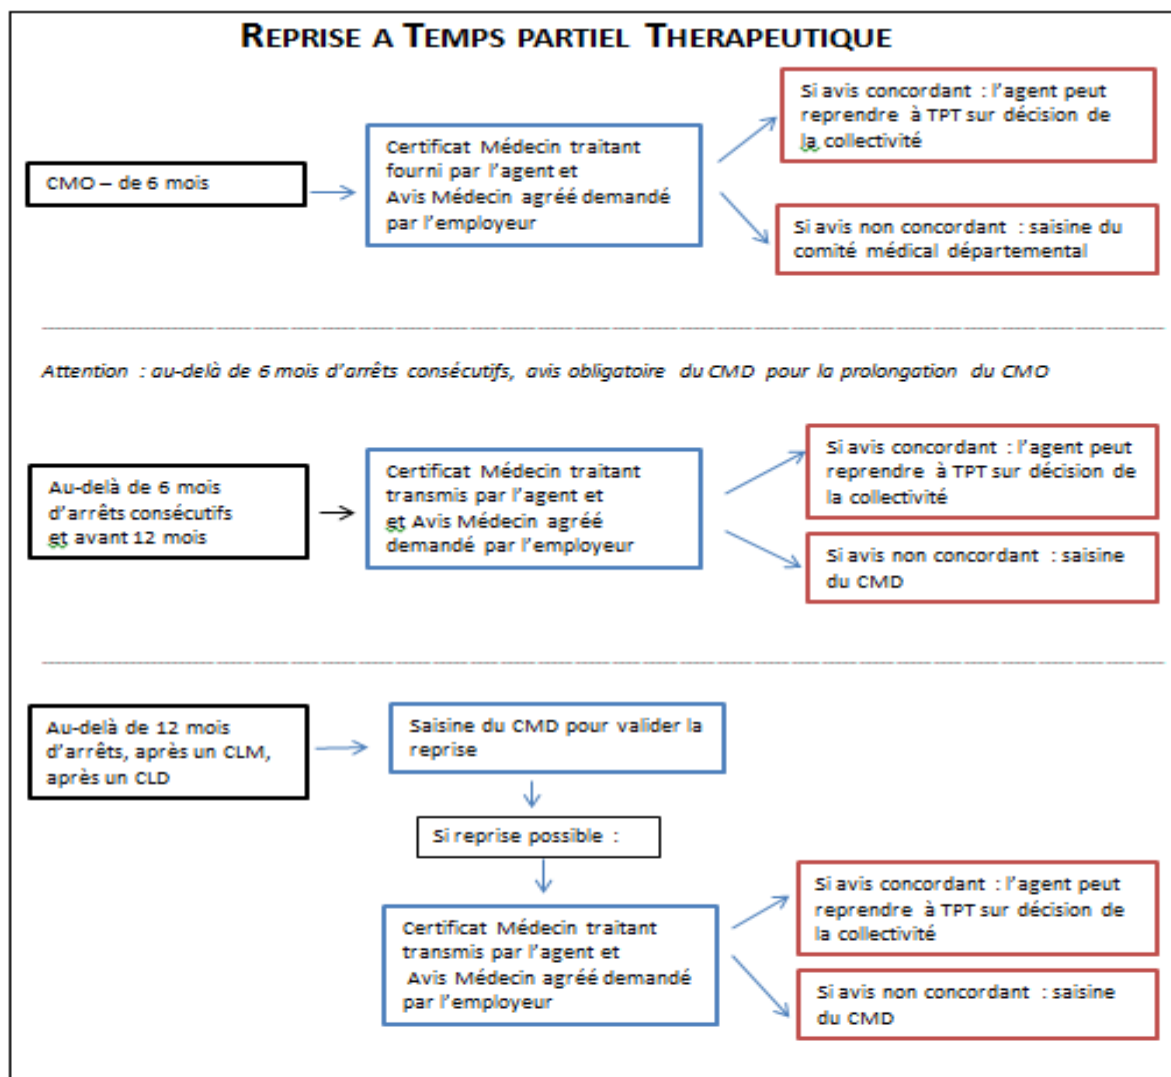 REPRISE A TEMPS PARTIEL THERAPEUTIQUE
CMO – de 6 mois
Certificat Médecin traitant
fourni par l'agent et
Avis Médecin agréé demandé
par l'employeur
Si avis concordant : l'agent peut
reprendre à TPT sur décision de
la collectivité
Si avis non concordant : saisine du
comité médical départemental
Attention : au-delà de 6 mois d'arrêts consécutifs, avis obligatoire du CMD pour la prolongation du CMO
Au-delà de 6 mois
d'arrêts consécutifs
et avant 12 mois
Certificat Médecin traitant
transmis par l'agent et
et Avis Médecin agréé
demandé par l'employeur
Si avis concordant : l'agent peut
reprendre à TPT sur décision de
la collectivité
Si avis non concordant : saisine
du CMD
Au-delà de 12 mois
d'arrêts, après un CLM,
après un CLD
Saisine du CMD pour valider la
reprise
Si reprise possible :
Certificat Médecin traitant
transmis par l'agent et
Avis Médecin agréé demandé
par l'employeur
Si avis concordant : l'agent peut
reprendre à TPT sur décision de
la collectivité
Si avis non concordant : saisine
du CMD